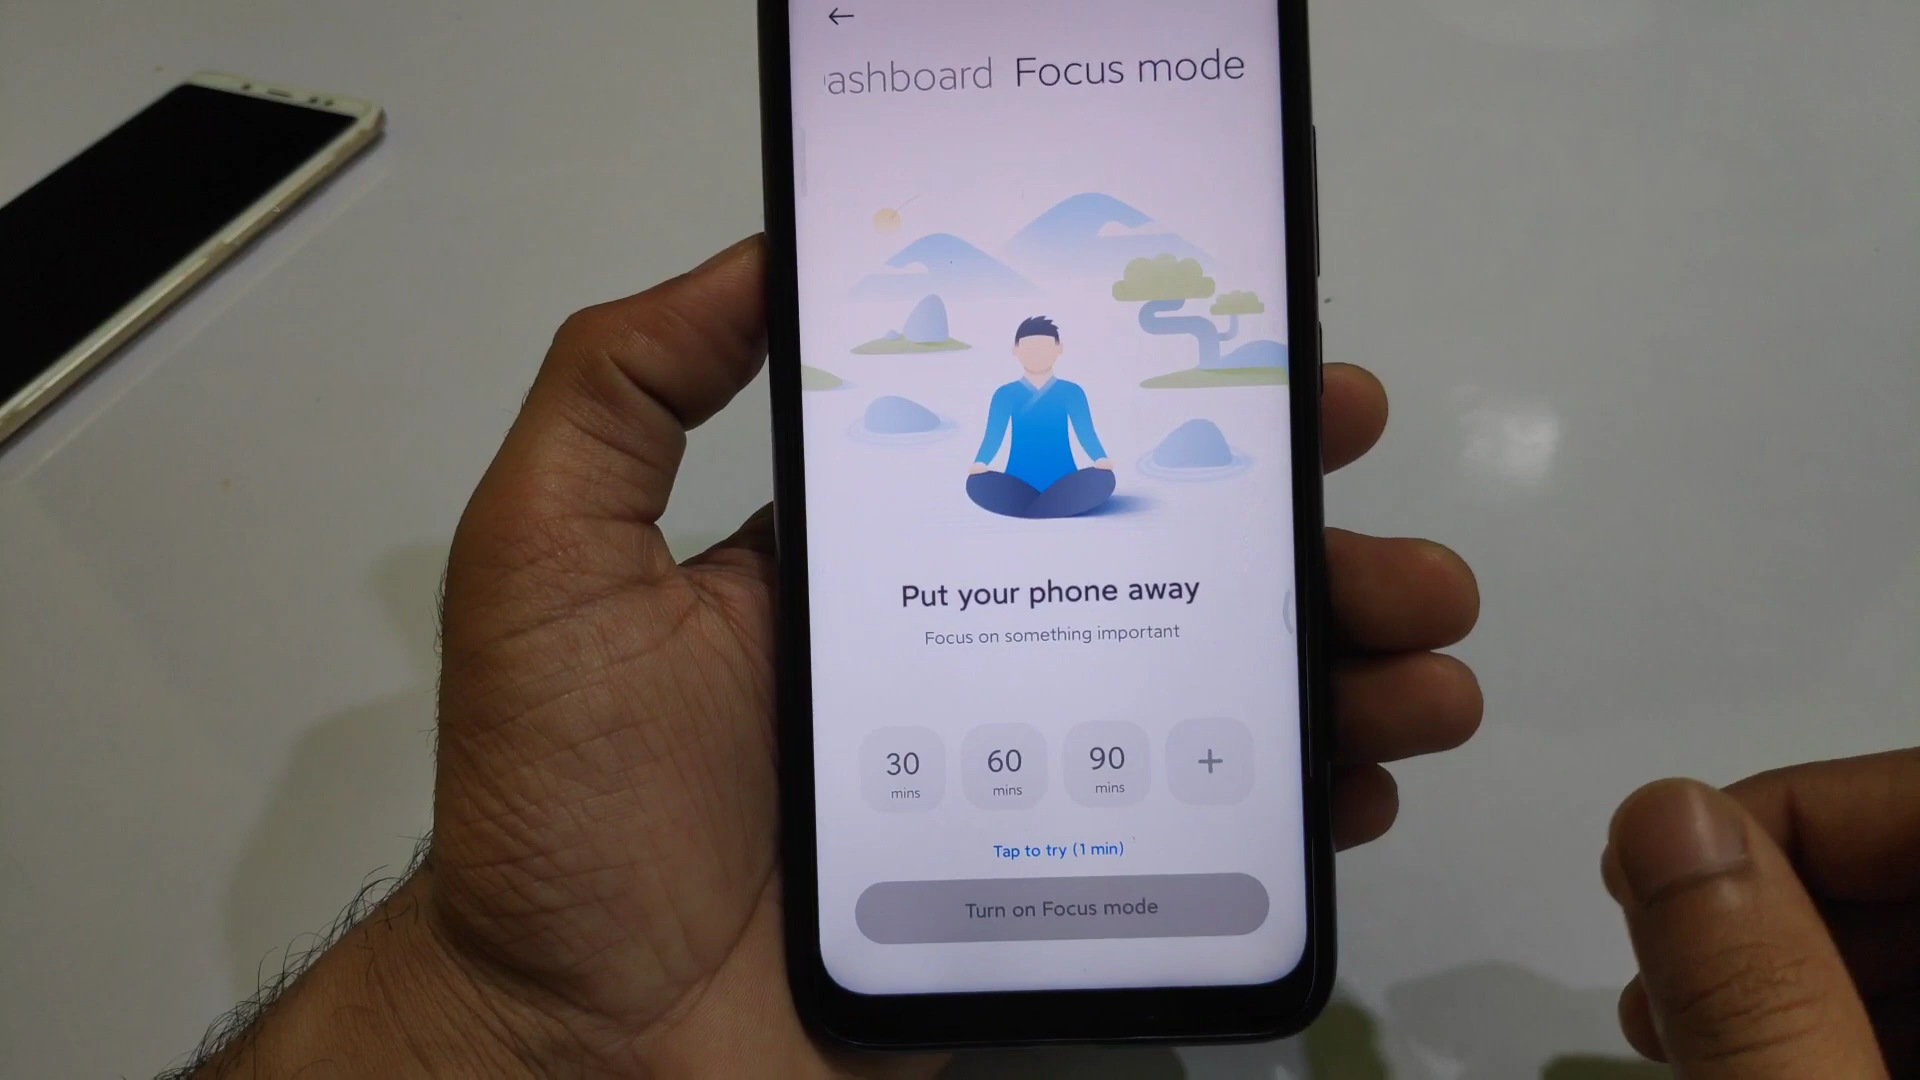 ashboard Focus mode
Put your phone away
Focus on something important
30 60 90 +
mins mins mins
Tap to try (1 min)
Turn on Focus mode